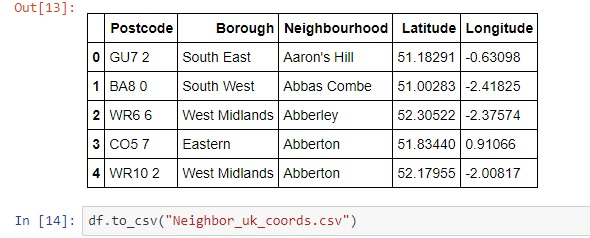 Out[13]:
Postcode Borough Neighbourhood Latitude Longitude
0 GU7 2 South East Aaron's Hill 51.18291 -0.63098
1 BA8 0 South West Abbas Combe 51.00283 -2.41825
2 WR6 6 West Midlands Abberley 52.30522 -2.37574
3 CO5 7 Eastern Abberton 51.83440 0.91066
4 WR10 2 West Midlands Abberton 52.17955 -2.00817
In [14]: df.to_csv("Neighbor_uk_coords.csv")